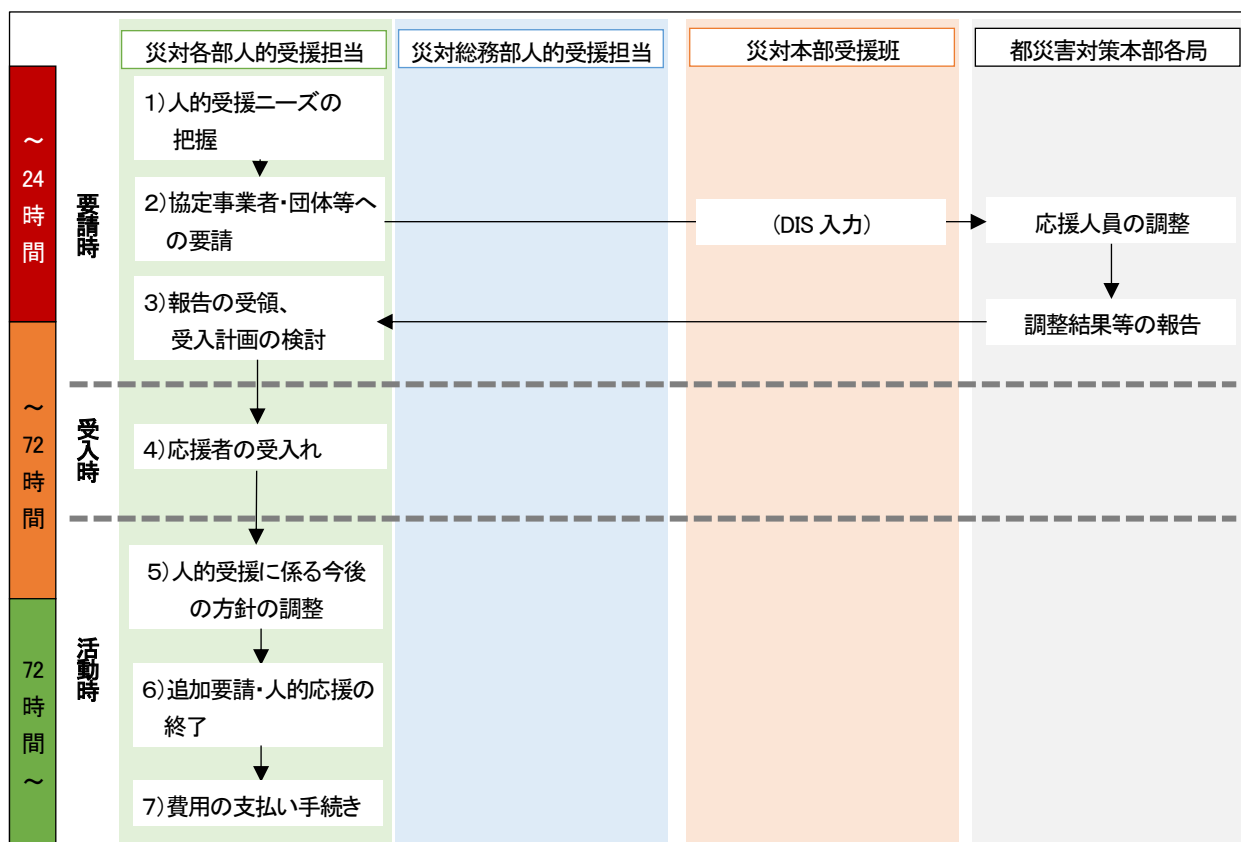 災対各部人的受援担当
災対総務部人的受援担当
災対本部受援班
都災害対策本部各局
～24時間
～72時間
72時間～
要請時
受入時
活動時
1）人的受援ニーズの
把握
2）協定事業者・団体等へ
の要請
（DIS 入力）
応援人員の調整
3）報告の受領、
受入計画の検討
調整結果等の報告
4）応援者の受入れ
5）人的受援に係る今後
の方針の調整
6）追加要請・人的応援の
終了
7）費用の支払い手続き